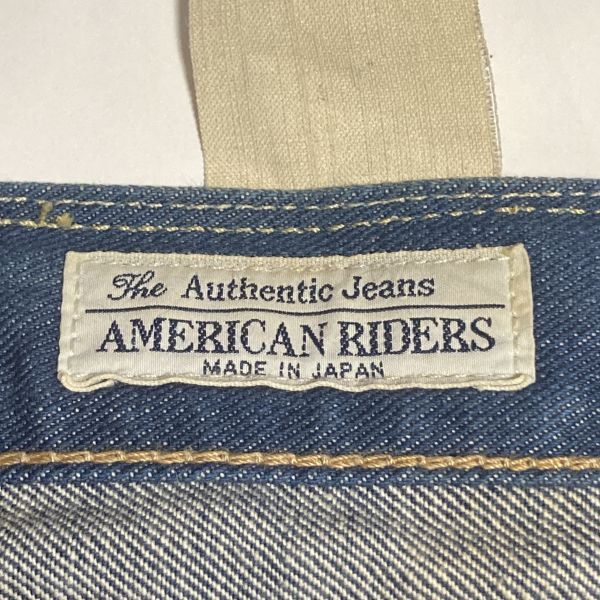 The Authentic Jeans
AMERICAN RIDERS
MADE IN JAPAN